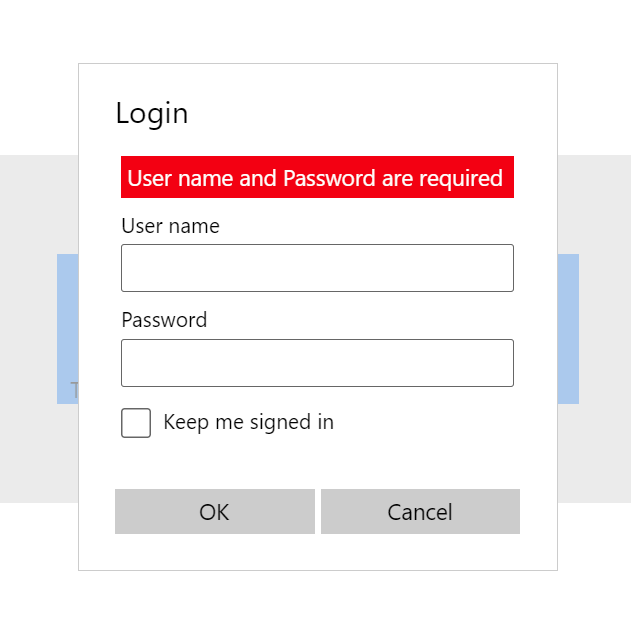 Login
User name and Password are required
User name
Password
Keep me signed in
OK
Cancel